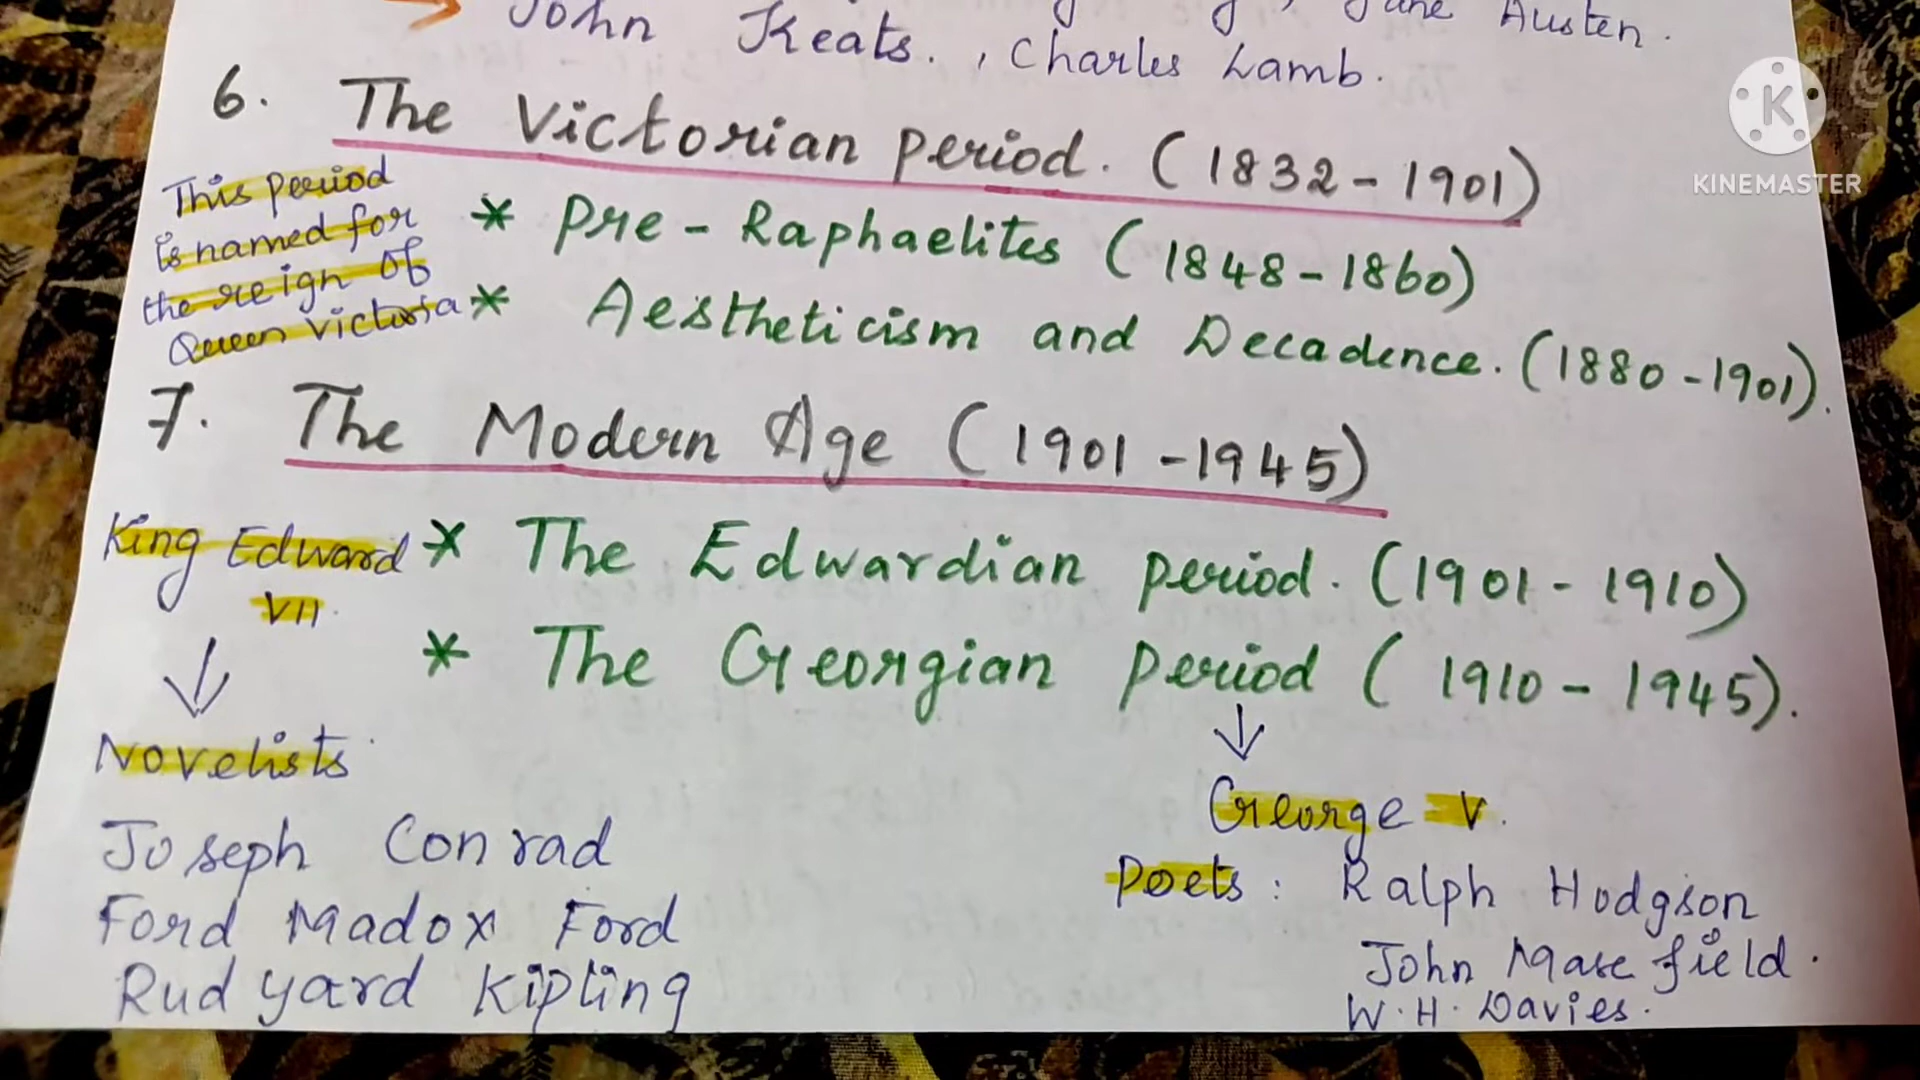 Jane Austen.
John Keats. , Charles Lamb.
6. The Victorian period. (1832-1901)
This period
is named for
the reign of
Queen Victoria
* Pre-Raphaelites (1848-1860)
* Aestheticism and Decadence. (1880-1901).
7. The Modern Age (1901-1945)
King Edward
VII.
* The Edwardian period. (1901-1910)
* The Georgian period (1910-1945).
Novelists
Joseph Conrad
Ford Madox Ford
Rudyard Kipling
George V.
Poets: Ralph Hodgson
John Masefield.
W.H. Davies.
K
KINEMASTER